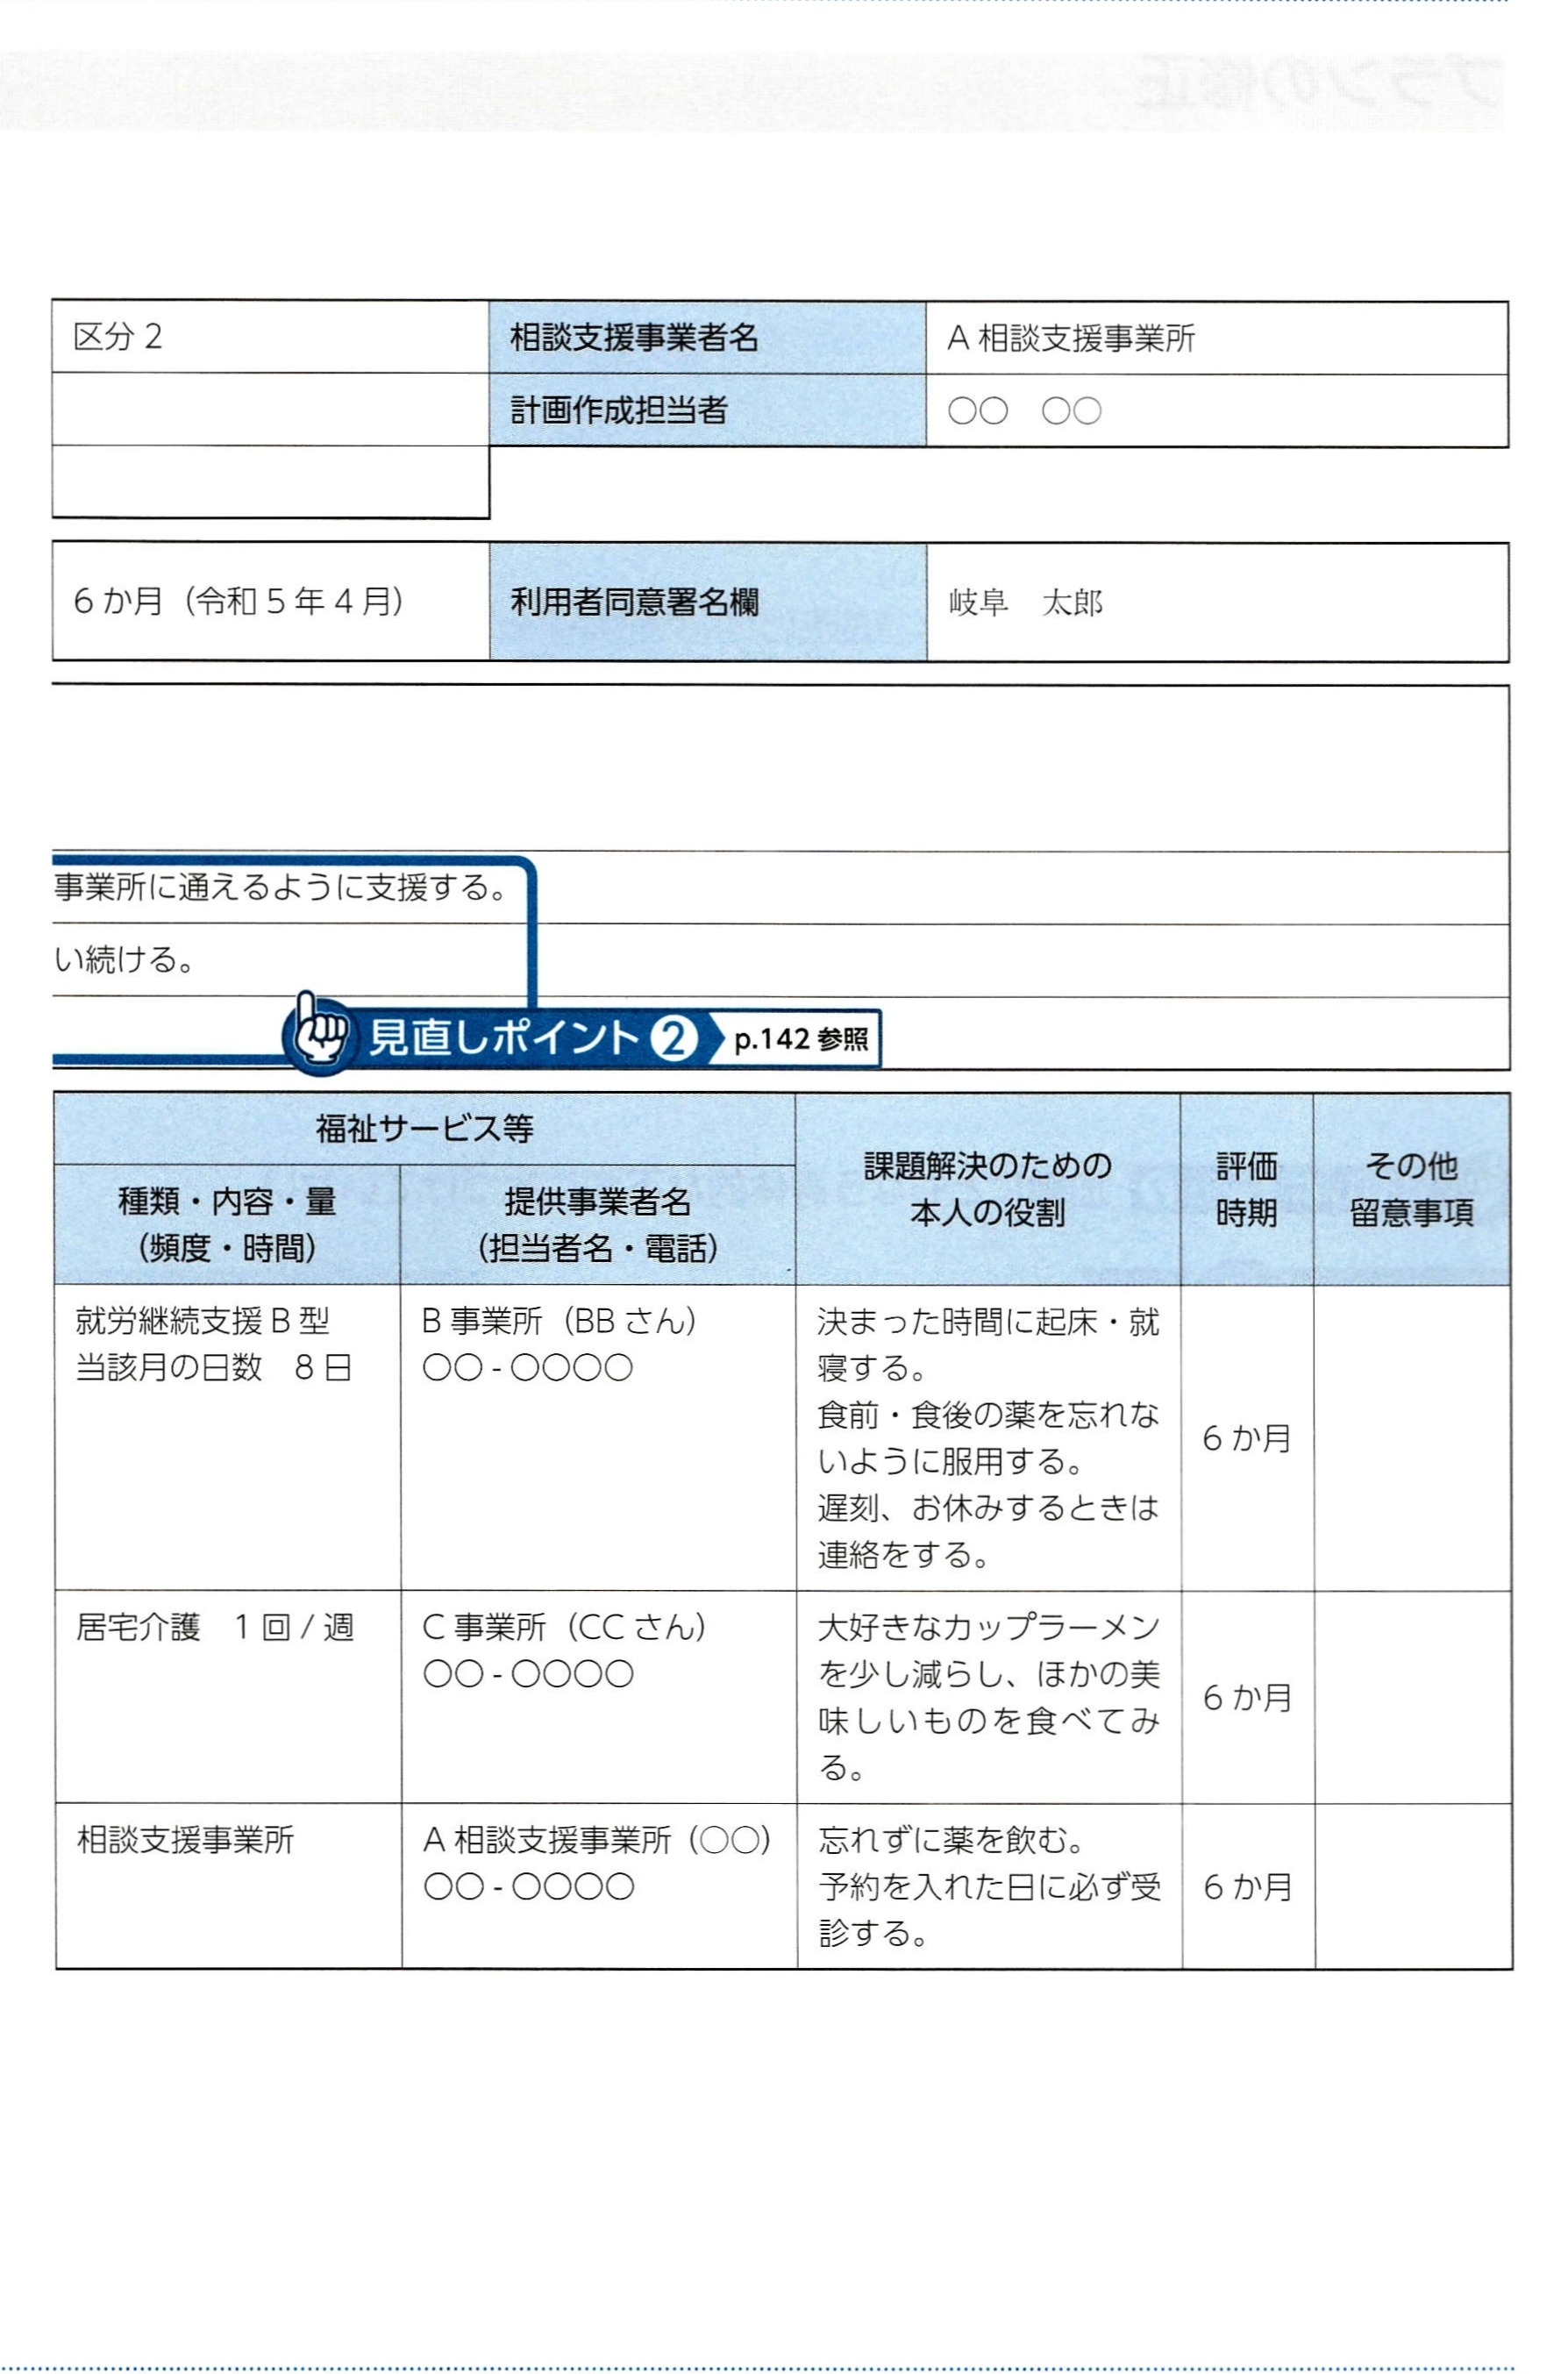 区分2 相談支援事業者名 A 相談支援事業所
計画作成担当者 ○○ ○○
6か月（令和5年4月） 利用者同意署名欄 岐阜 太郎
事業所に通えるように支援する。
い続ける。
見直しポイント❷ p.142 参照
福祉サービス等
種類・内容・量
（頻度・時間）
提供事業者名
（担当者名・電話）
課題解決のための
本人の役割
評価
時期
その他
留意事項
就労継続支援B型
当該月の日数 8日
B事業所（BBさん）
○○-○○○○
決まった時間に起床・就
寝する。
食前・食後の薬を忘れな
いように服用する。
遅刻、お休みするときは
連絡をする。
6か月
居宅介護 1回/週
C事業所（CCさん）
○○-○○○○
大好きなカップラーメン
を少し減らし、ほかの美
味しいものを食べてみ
る。
6か月
相談支援事業所
A相談支援事業所（○○）
○○-○○○○
忘れずに薬を飲む。
予約を入れた日に必ず受
診する。
6か月